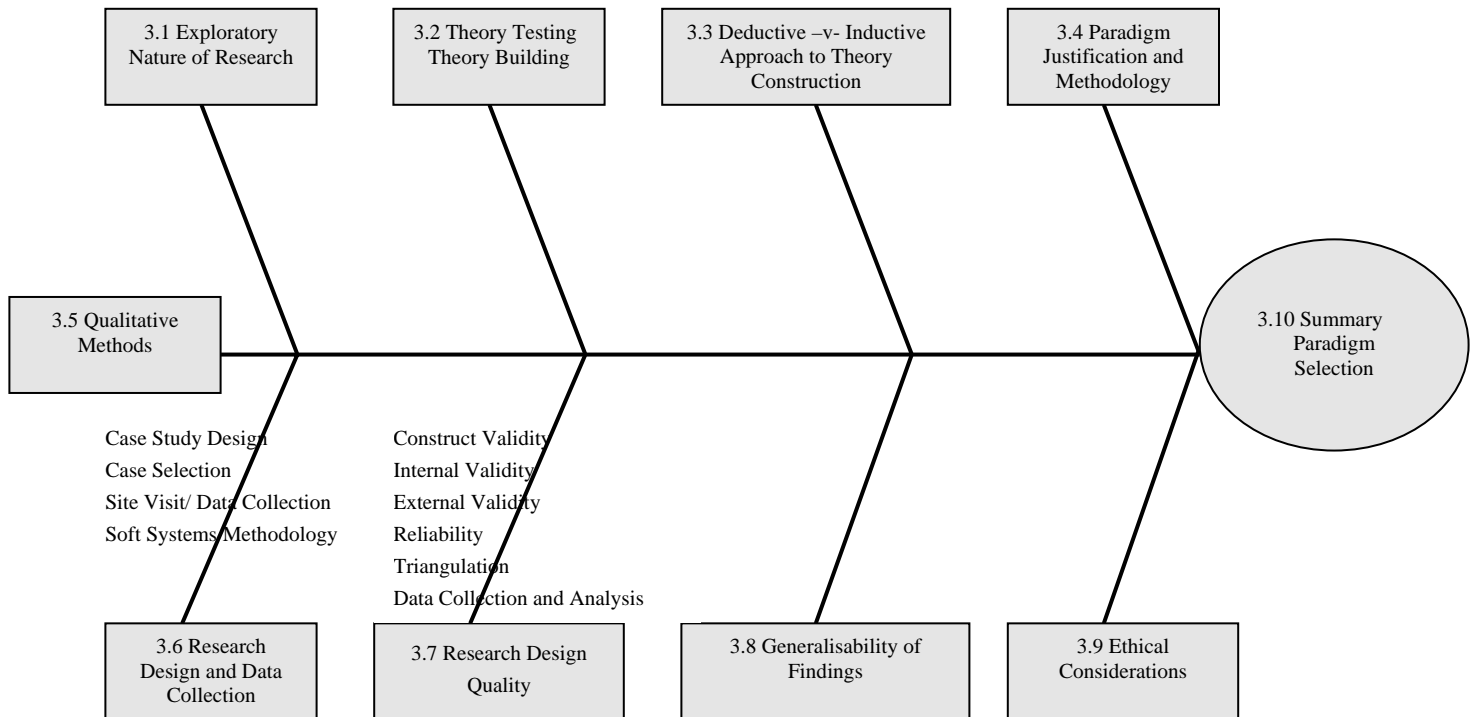 3.1 Exploratory
Nature of Research
3.2 Theory Testing
Theory Building
3.3 Deductive –v- Inductive
Approach to Theory
Construction
3.4 Paradigm
Justification and
Methodology
3.5 Qualitative
Methods
3.10 Summary
Paradigm
Selection
Case Study Design
Case Selection
Site Visit/ Data Collection
Soft Systems Methodology
Construct Validity
Internal Validity
External Validity
Reliability
Triangulation
Data Collection and Analysis
3.6 Research
Design and Data
Collection
3.7 Research Design
Quality
3.8 Generalisability of
Findings
3.9 Ethical
Considerations